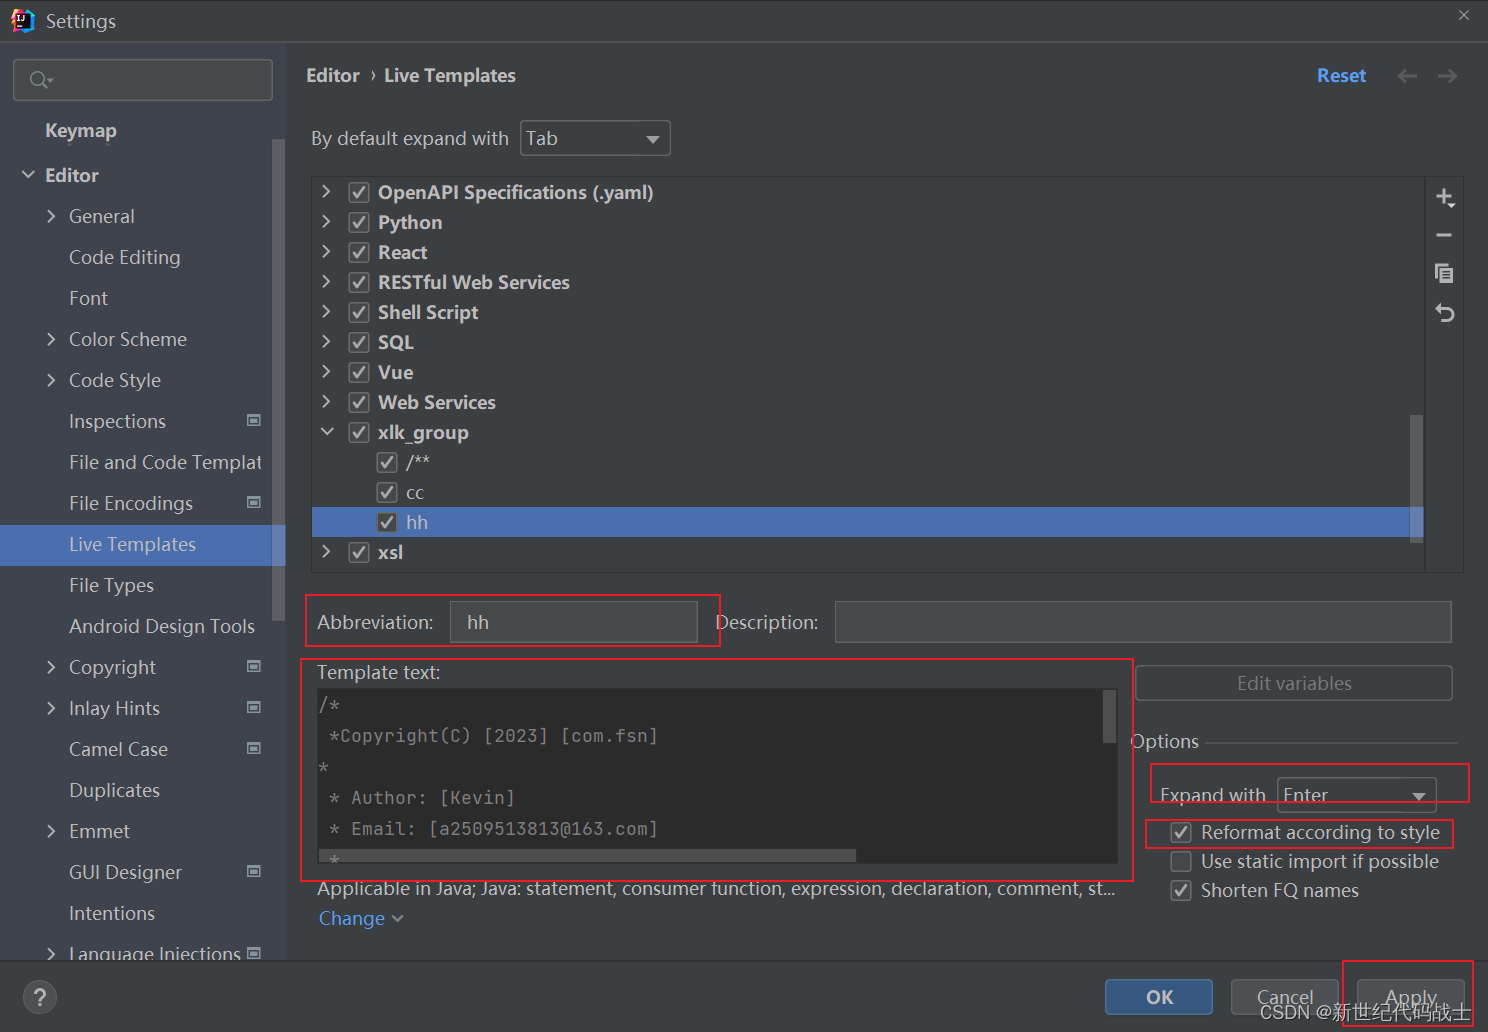 Settings
Editor › Live Templates
Reset
Keymap
Editor
General
Code Editing
Font
Color Scheme
Code Style
Inspections
File and Code Templat
File Encodings
Live Templates
File Types
Android Design Tools
Copyright
Inlay Hints
Camel Case
Duplicates
Emmet
GUI Designer
Intentions
Language Injections
By default expand with Tab
OpenAPI Specifications (.yaml)
Python
React
RESTful Web Services
Shell Script
SQL
Vue
Web Services
xlk_group
/**
cc
hh
xsl
Abbreviation: hh
Description:
Template text:
/*
*Copyright(C) [2023] [com.fsn]
*
* Author: [Kevin]
* Email: [a2509513813@163.com]
*
Edit variables
Options
Expand with Enter
Reformat according to style
Use static import if possible
Shorten FQ names
Applicable in Java; Java: statement, consumer function, expression, declaration, comment, st...
Change
?
OK
Cancel
Apply
CSDN @新世纪代码战士